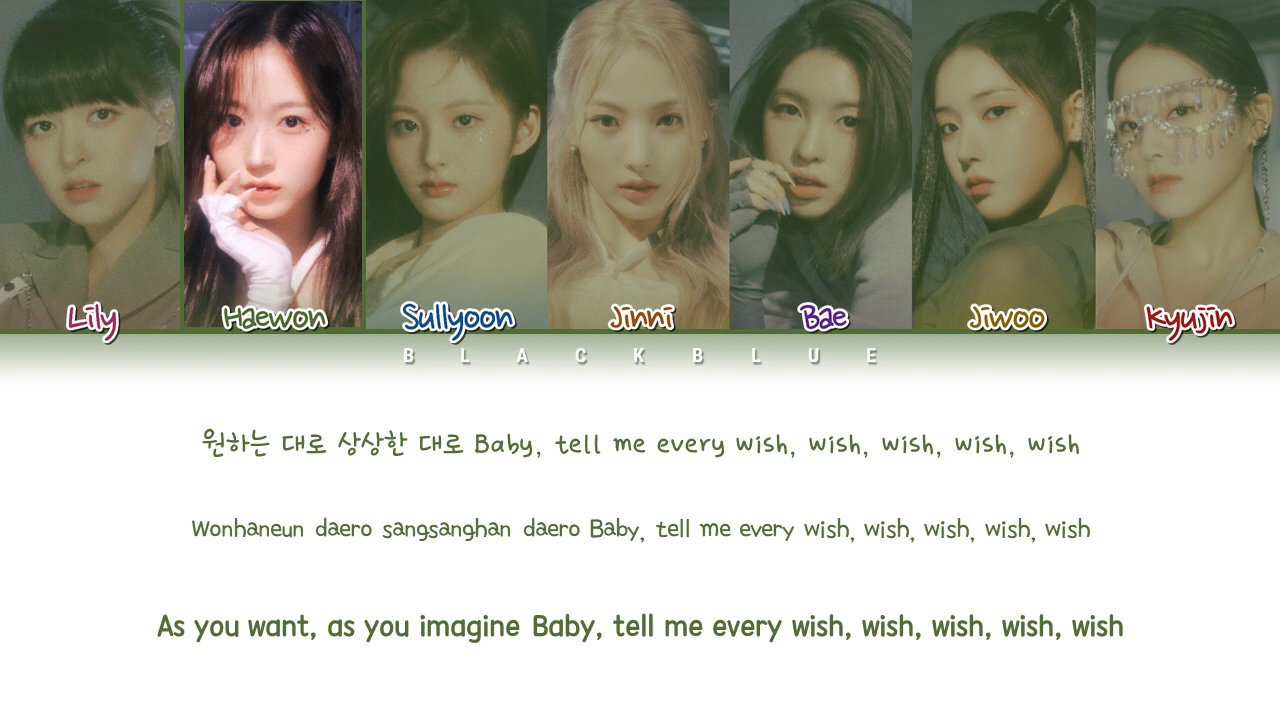 Lily Haewon Sullyoon Jinni Bae Jiwoo Kyujin
B L A C K B L U E
원하는 대로 상상한 대로 Baby, tell me every wish, wish, wish, wish, wish
Wonhaneun daero sangsanghan daero Baby, tell me every wish, wish, wish, wish, wish
As you want, as you imagine Baby, tell me every wish, wish, wish, wish, wish